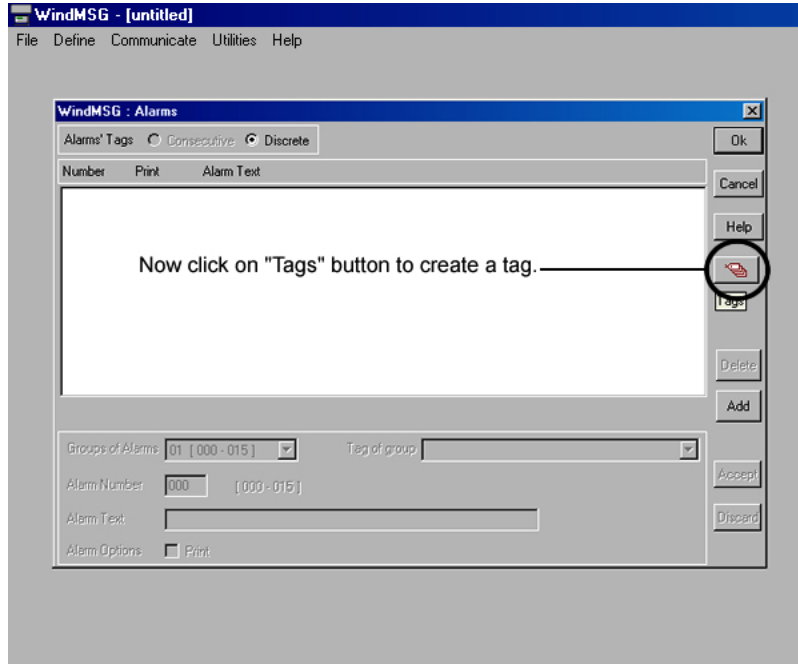 WindMSG - [untitled]
File Define Communicate Utilities Help
WindMSG : Alarms
Alarms' Tags Consecutive Discrete
Ok
Number Print Alarm Text
Cancel
Help
Now click on "Tags" button to create a tag.
Tags
Delete
Add
Groups of Alarms 01 [ 000 - 015 ] Tag of group
Alarm Number 000 [ 000 - 015 ]
Accept
Alarm Text
Discard
Alarm Options Print